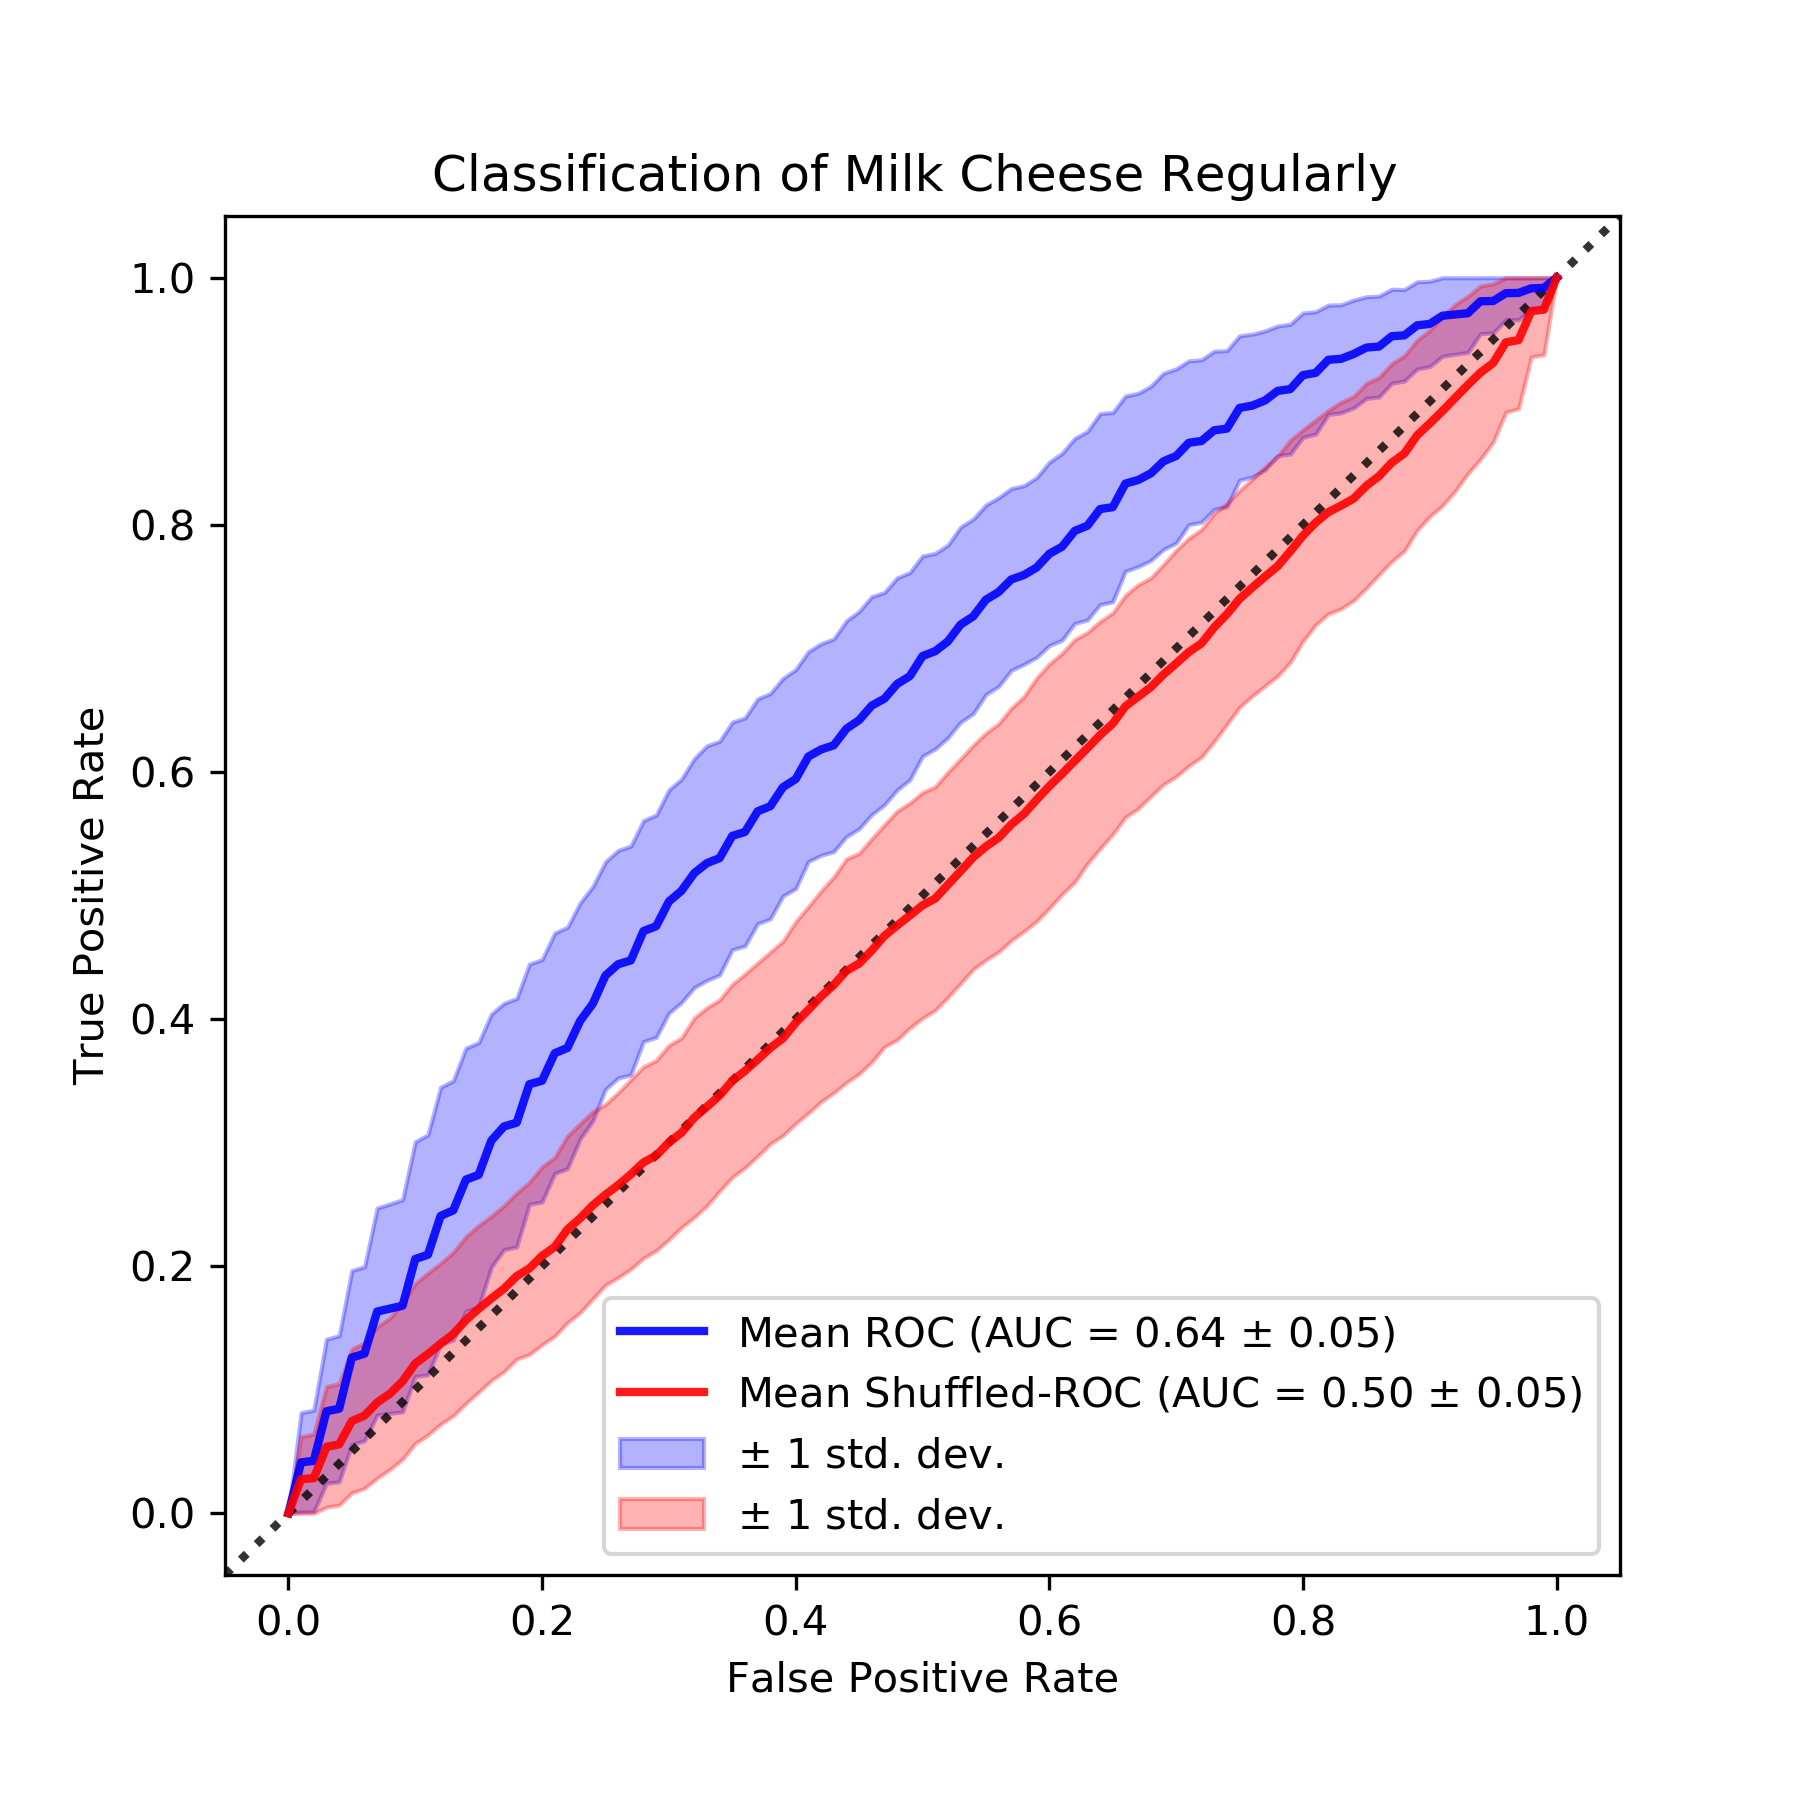 Classification of Milk Cheese Regularly
1.0
0.8
0.6
0.4
0.2
0.0
True Positive Rate
Mean ROC (AUC = 0.64 ± 0.05)
Mean Shuffled-ROC (AUC = 0.50 ± 0.05)
± 1 std. dev.
± 1 std. dev.
0.0 0.2 0.4 0.6 0.8 1.0
False Positive Rate